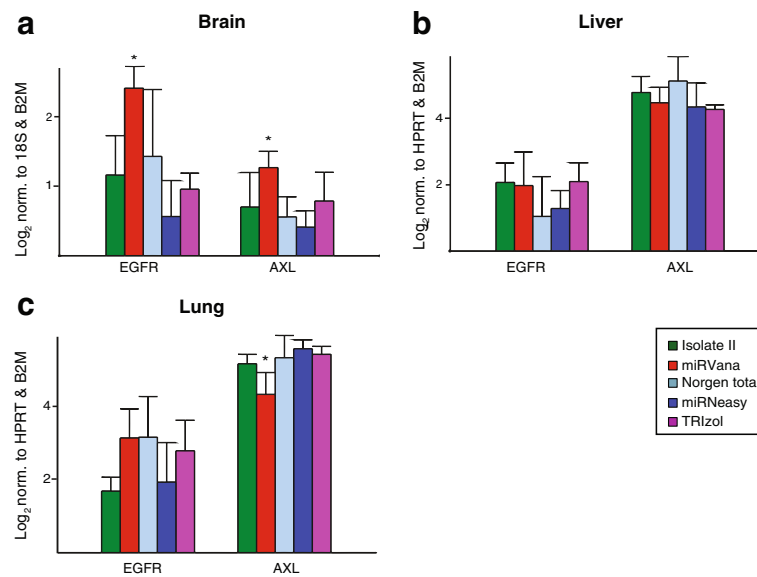 a Brain
Log₂ norm. to 18S & B2M
2
1
*
*
EGFR AXL
b Liver
Log₂ norm. to HPRT & B2M
4
2
EGFR AXL
c Lung
Log₂ norm. to HPRT & B2M
4
2
*
EGFR AXL
Isolate II
miRVana
Norgen total
miRNeasy
TRIzol